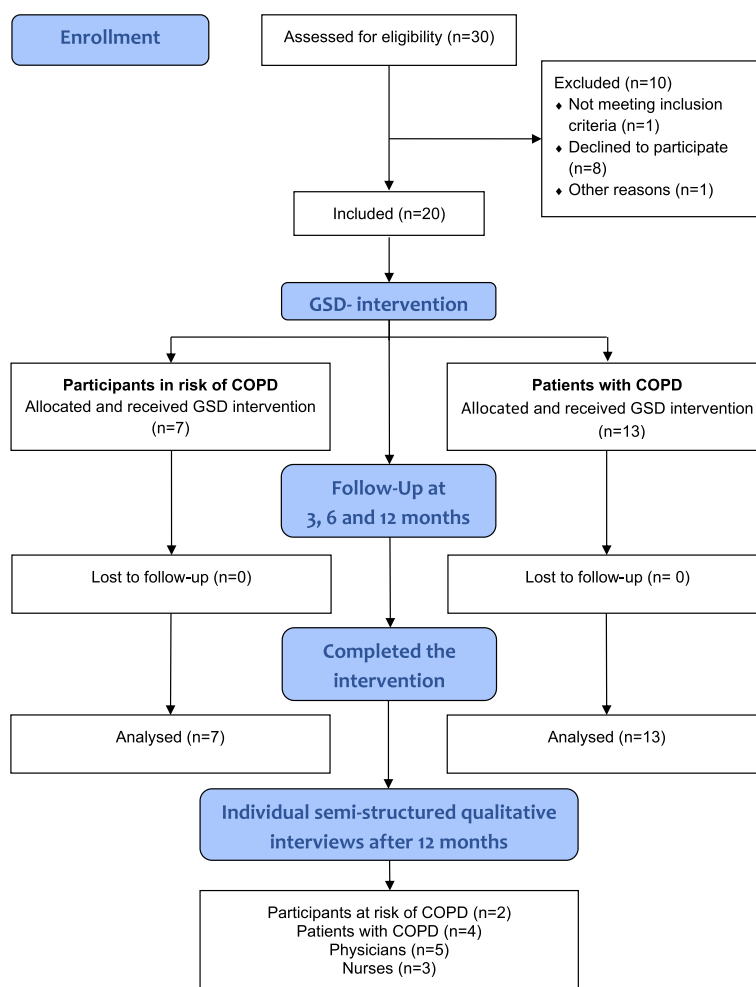 Enrollment
Assessed for eligibility (n=30)
Excluded (n=10)
♦ Not meeting inclusion
criteria (n=1)
♦ Declined to participate
(n=8)
♦ Other reasons (n=1)
Included (n=20)
GSD- intervention
Participants in risk of COPD
Allocated and received GSD intervention
(n=7)
Patients with COPD
Allocated and received GSD intervention
(n=13)
Follow-Up at
3, 6 and 12 months
Lost to follow-up (n=0)
Lost to follow-up (n= 0)
Completed the
intervention
Analysed (n=7)
Analysed (n=13)
Individual semi-structured qualitative
interviews after 12 months
Participants at risk of COPD (n=2)
Patients with COPD (n=4)
Physicians (n=5)
Nurses (n=3)